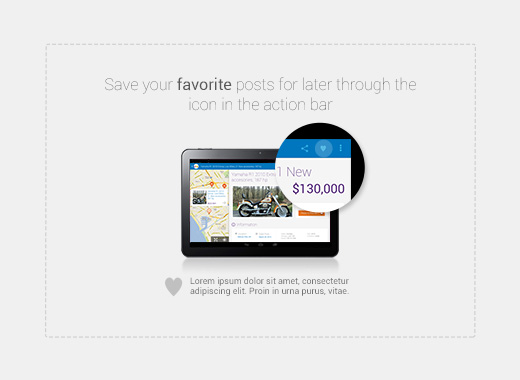 Save your favorite posts for later through the
icon in the action bar
1 New
$130,000
Information
Lorem ipsum dolor sit amet, consectetur
adipiscing elit. Proin in urna purus, vitae.